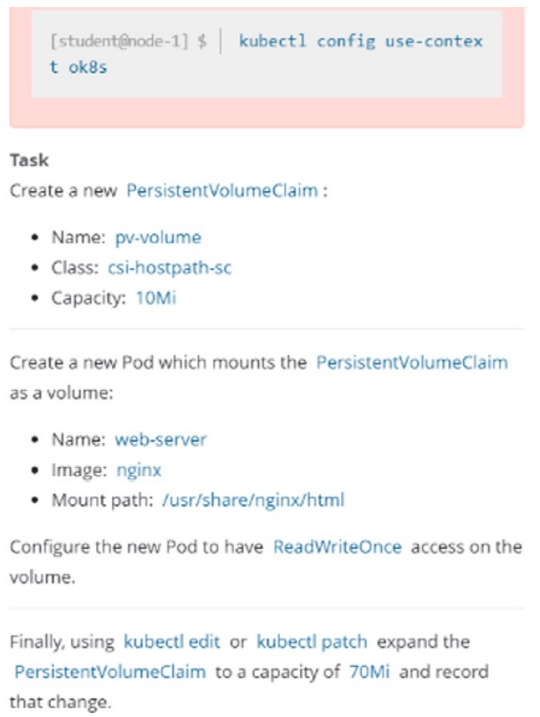 [student@node-1] $ | kubectl config use-contex
t ok8s
Task
Create a new PersistentVolumeClaim :
• Name: pv-volume
• Class: csi-hostpath-sc
• Capacity: 10Mi
Create a new Pod which mounts the PersistentVolumeClaim
as a volume:
• Name: web-server
• Image: nginx
• Mount path: /usr/share/nginx/html
Configure the new Pod to have ReadWriteOnce access on the
volume.
Finally, using kubectl edit or kubectl patch expand the
PersistentVolumeClaim to a capacity of 70Mi and record
that change.